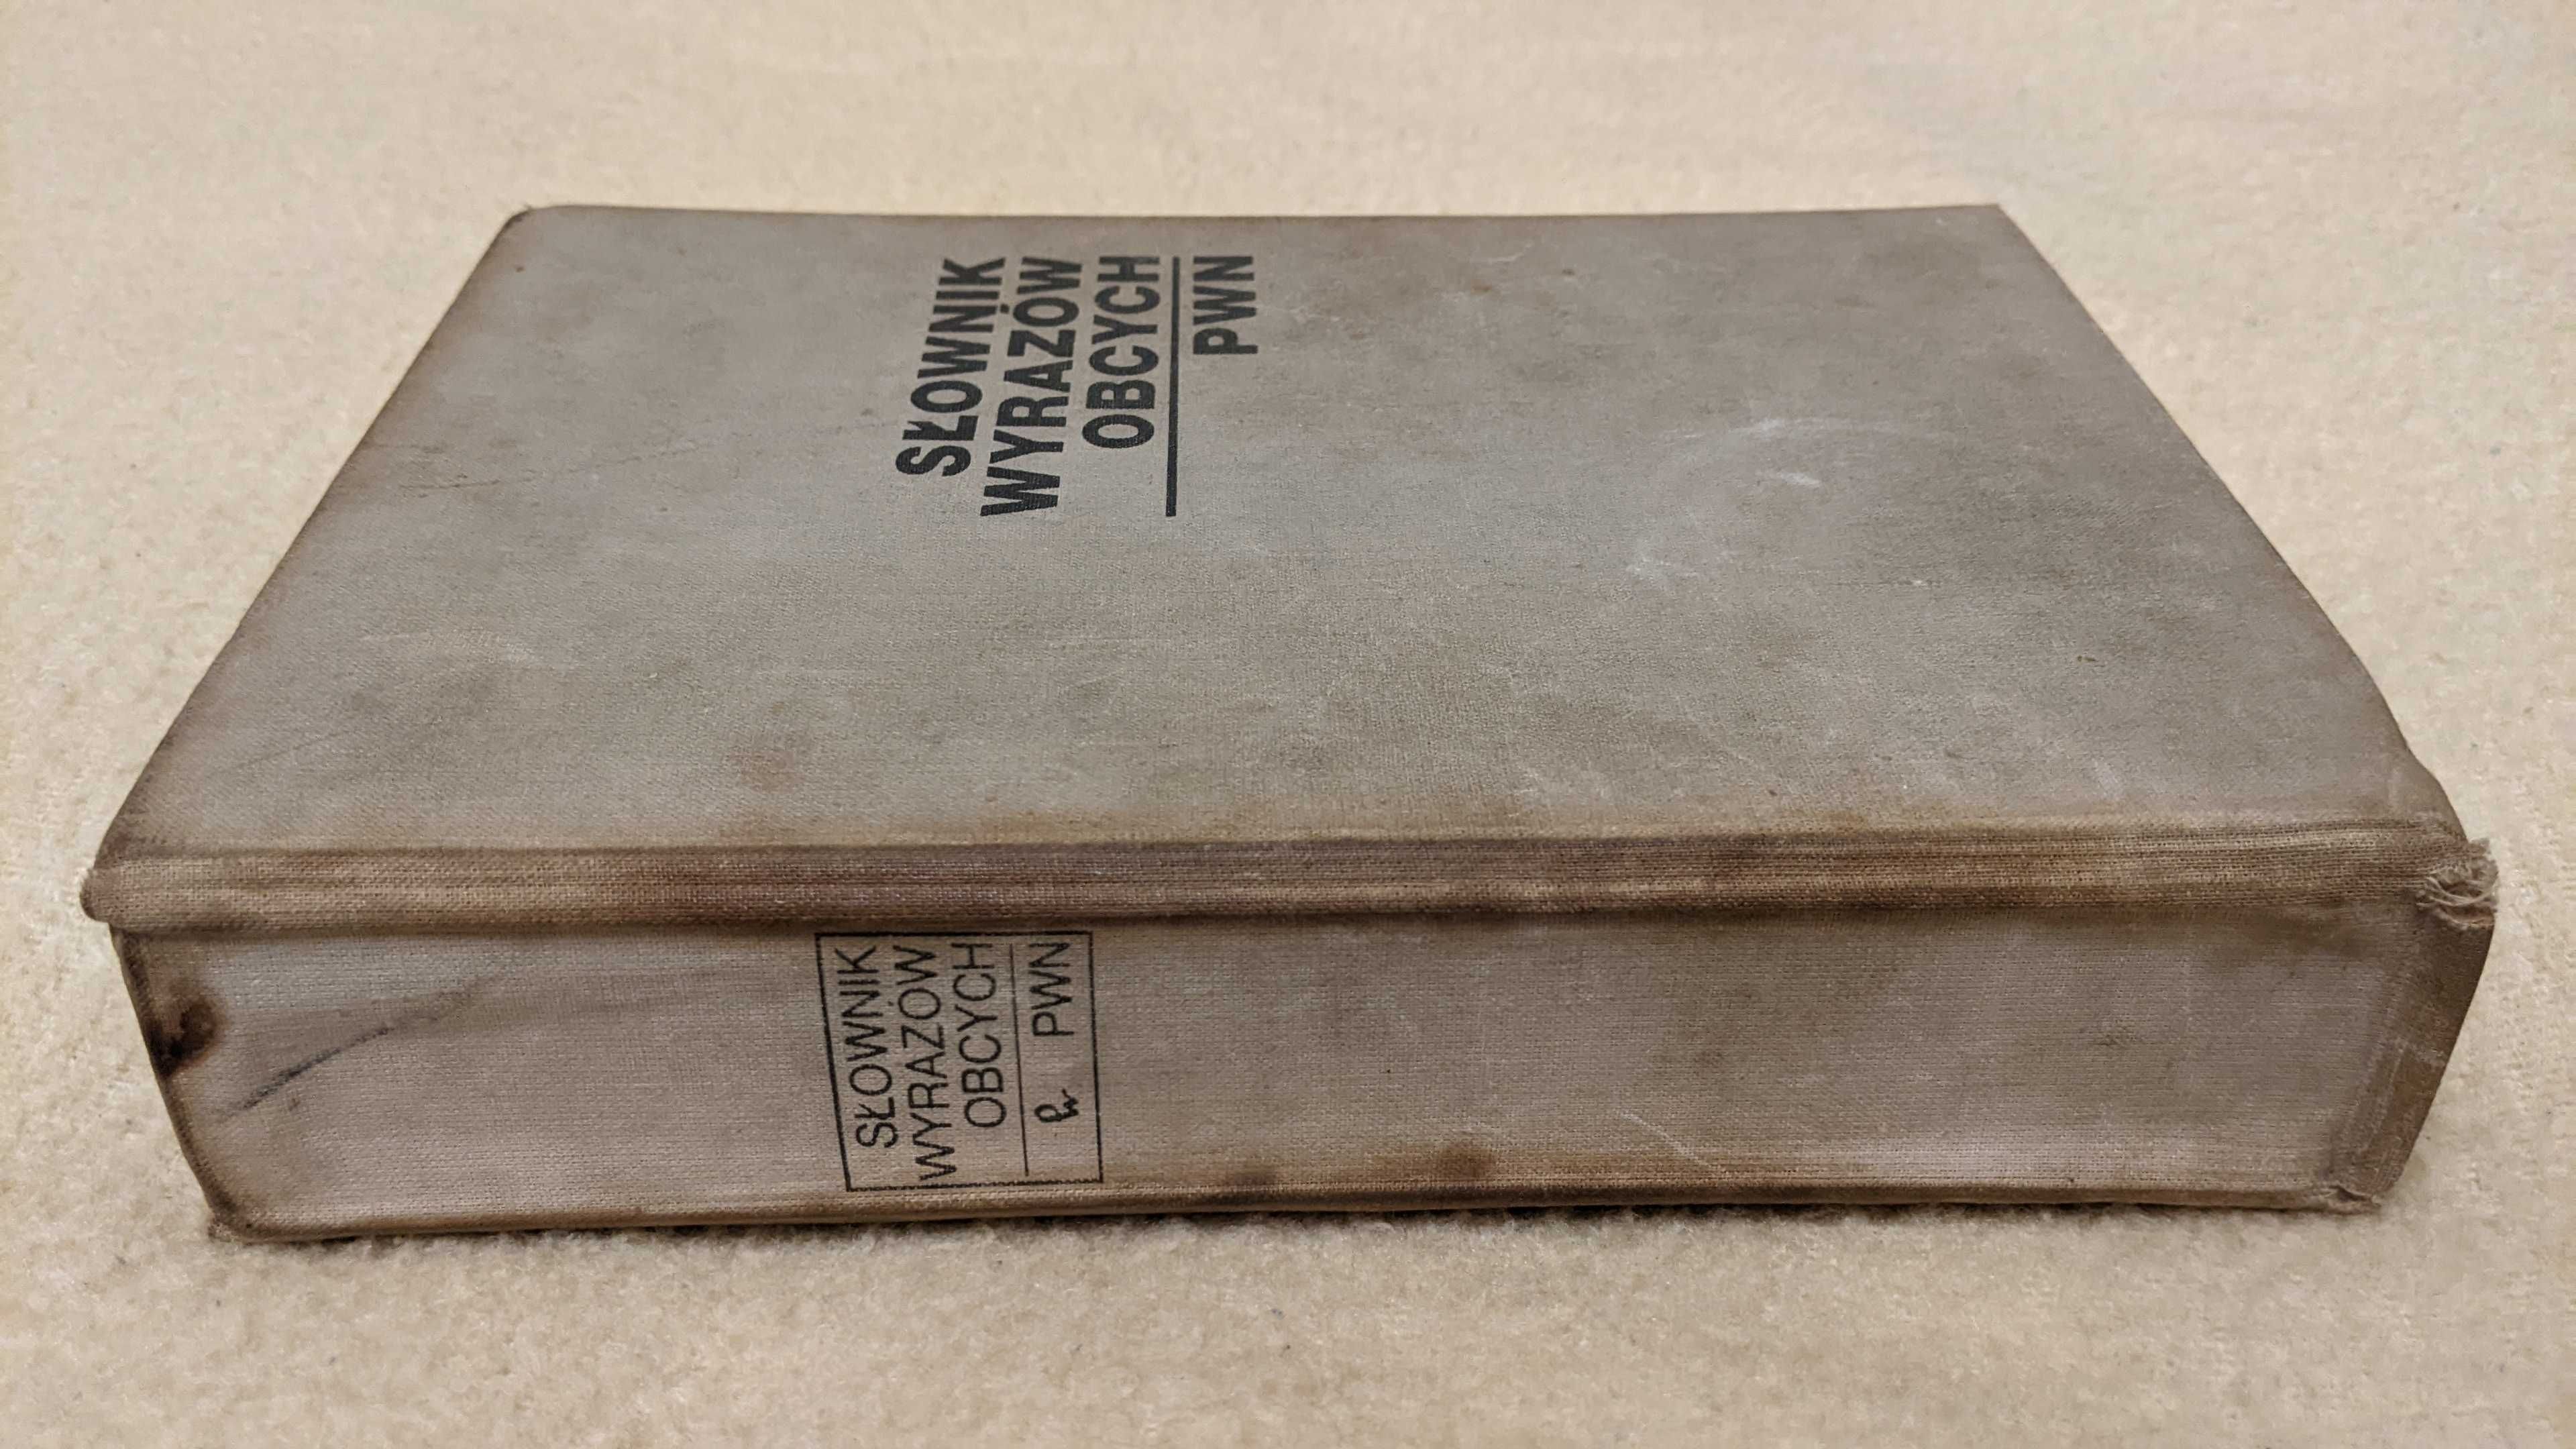 SŁOWNIK
WYRAZÓW
OBCYCH
PWN
SŁOWNIK
WYRAZÓW
OBCYCH
PWN